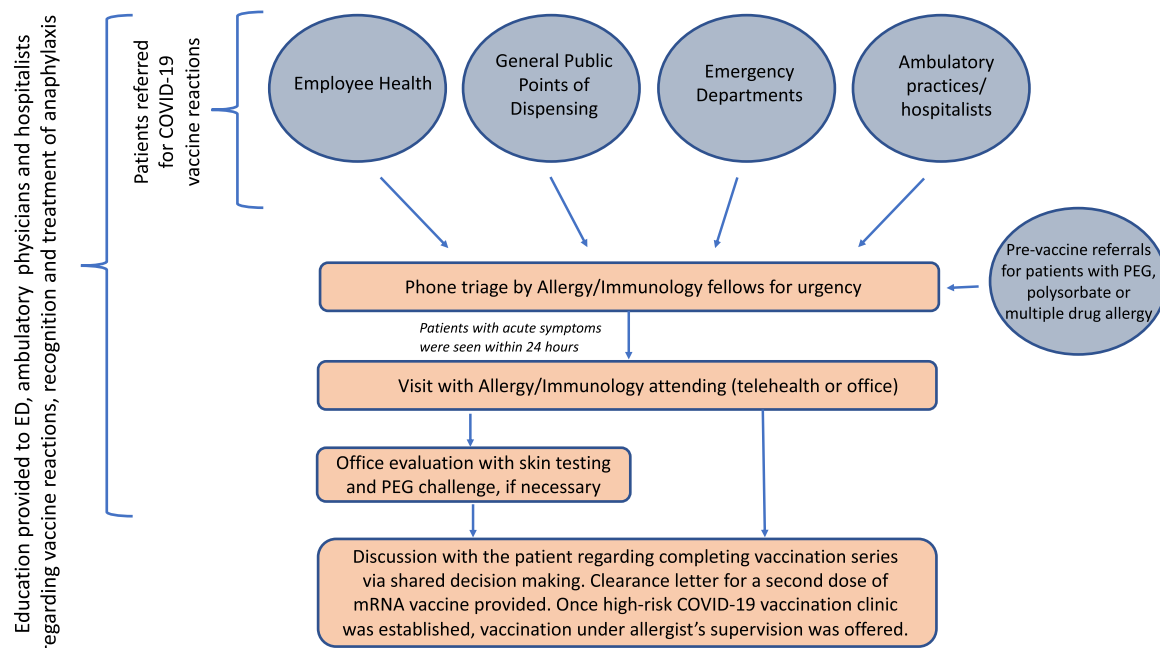 Education provided to ED, ambulatory physicians and hospitalists
regarding vaccine reactions, recognition and treatment of anaphylaxis
Patients referred
for COVID-19
vaccine reactions
Employee Health
General Public
Points of
Dispensing
Emergency
Departments
Ambulatory
practices/
hospitalists
Pre-vaccine referrals
for patients with PEG,
polysorbate or
multiple drug allergy
Phone triage by Allergy/Immunology fellows for urgency
Patients with acute symptoms
were seen within 24 hours
Visit with Allergy/Immunology attending (telehealth or office)
Office evaluation with skin testing
and PEG challenge, if necessary
Discussion with the patient regarding completing vaccination series
via shared decision making. Clearance letter for a second dose of
mRNA vaccine provided. Once high-risk COVID-19 vaccination clinic
was established, vaccination under allergist’s supervision was offered.